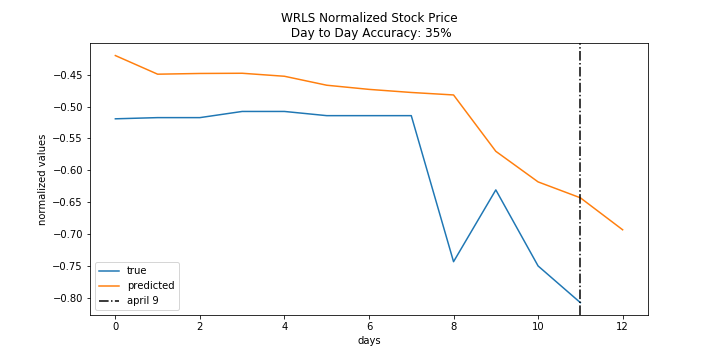 WRLS Normalized Stock Price
Day to Day Accuracy: 35%
normalized values
−0.45
−0.50
−0.55
−0.60
−0.65
−0.70
−0.75
−0.80
true
predicted
april 9
0 2 4 6 8 10 12
days